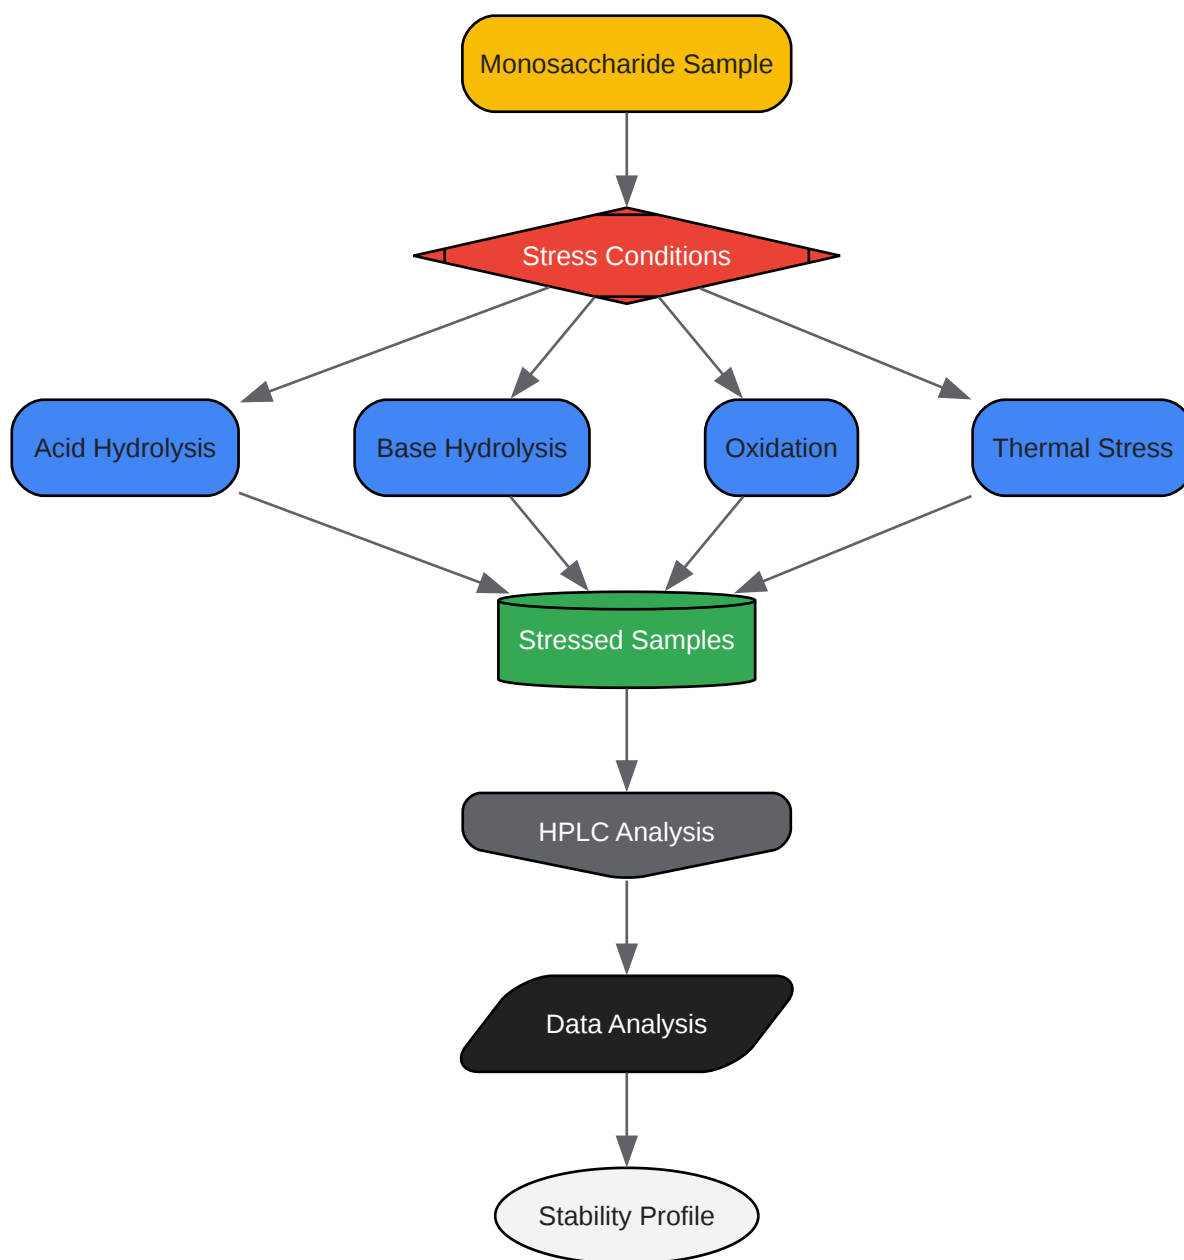 Monosaccharide Sample
Stress Conditions
Acid Hydrolysis
Base Hydrolysis
Oxidation
Thermal Stress
Stressed Samples
HPLC Analysis
Data Analysis
Stability Profile